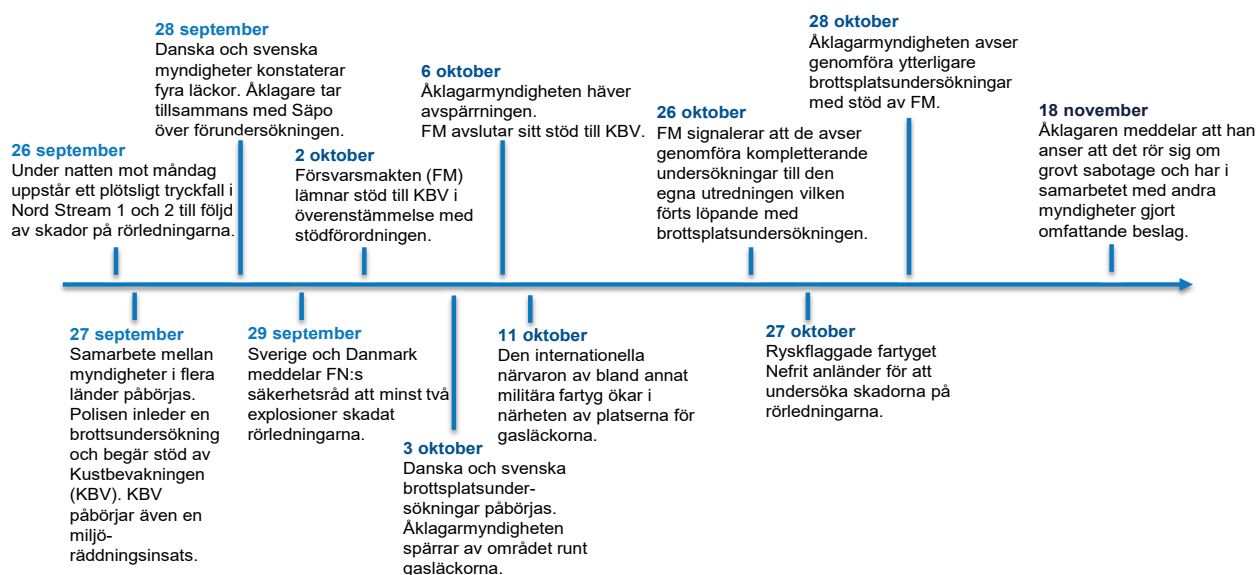 26 september
Under natten mot måndag
uppstår ett plötsligt tryckfall i
Nord Stream 1 och 2 till följd
av skador på rörledningarna.
27 september
Samarbete mellan
myndigheter i flera
länder påbörjas.
Polisen inleder en
brottsundersökning
och begär stöd av
Kustbevakningen
(KBV). KBV
påbörjar även en
miljö-
räddningsinsats.
28 september
Danska och svenska
myndigheter konstaterar
fyra läckor. Åklagare tar
tillsammans med Säpo
över förundersökningen.
29 september
Sverige och Danmark
meddelar FN:s
säkerhetsråd att minst två
explosioner skadat
rörledningarna.
2 oktober
Försvarsmakten (FM)
lämnar stöd till KBV i
överenstämmelse med
stödförordningen.
3 oktober
Danska och svenska
brottsplatsunder-
sökningar påbörjas.
Åklagarmyndigheten
spärrar av området runt
gasläckorna.
6 oktober
Åklagarmyndigheten häver
avspärrningen.
FM avslutar sitt stöd till KBV.
11 oktober
Den internationella
närvaron av bland annat
militära fartyg ökar i
närheten av platserna för
gasläckorna.
26 oktober
FM signalerar att de avser
genomföra kompletterande
undersökningar till den
egna utredningen vilken
förts löpande med
brottsplatsundersökningen.
27 oktober
Ryskflaggade fartyget
Nefrit anländer för att
undersöka skadorna på
rörledningarna.
28 oktober
Åklagarmyndigheten avser
genomföra ytterligare
brottsplatsundersökningar
med stöd av FM.
18 november
Åklagaren meddelar att han
anser att det rör sig om
grovt sabotage och har i
samarbetet med andra
myndigheter gjort
omfattande beslag.